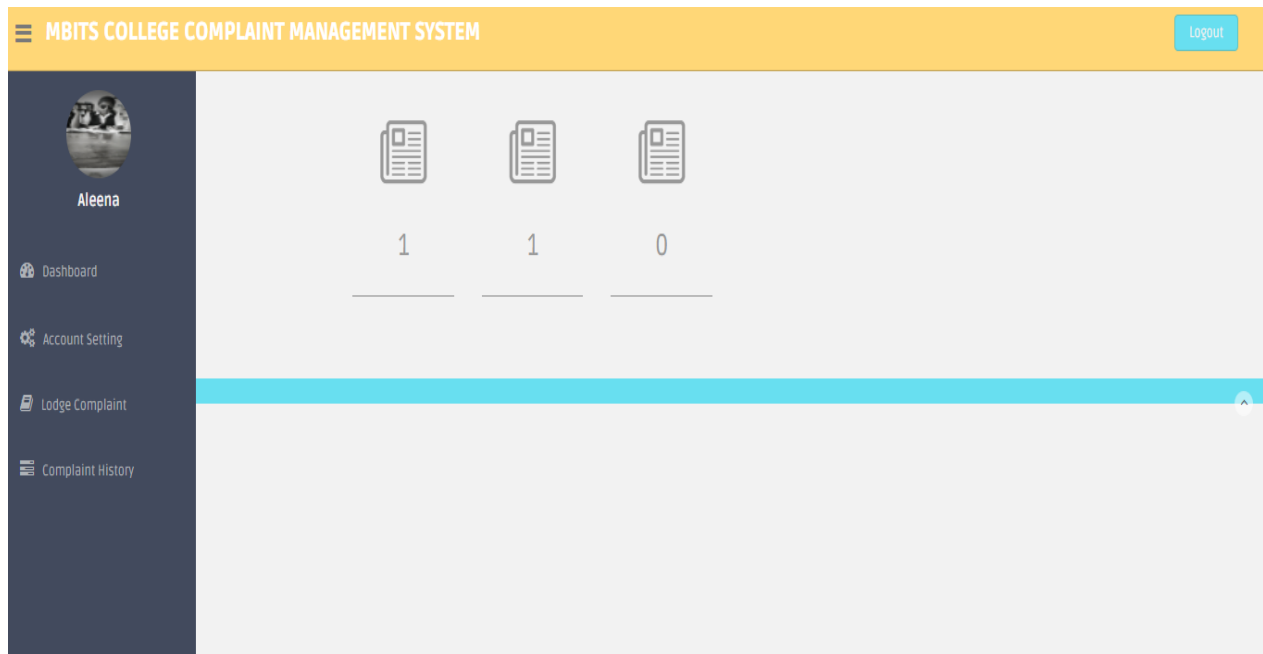 MBITS COLLEGE COMPLAINT MANAGEMENT SYSTEM
Logout
Aleena
Dashboard
Account Setting
Lodge Complaint
Complaint History
1 1 0